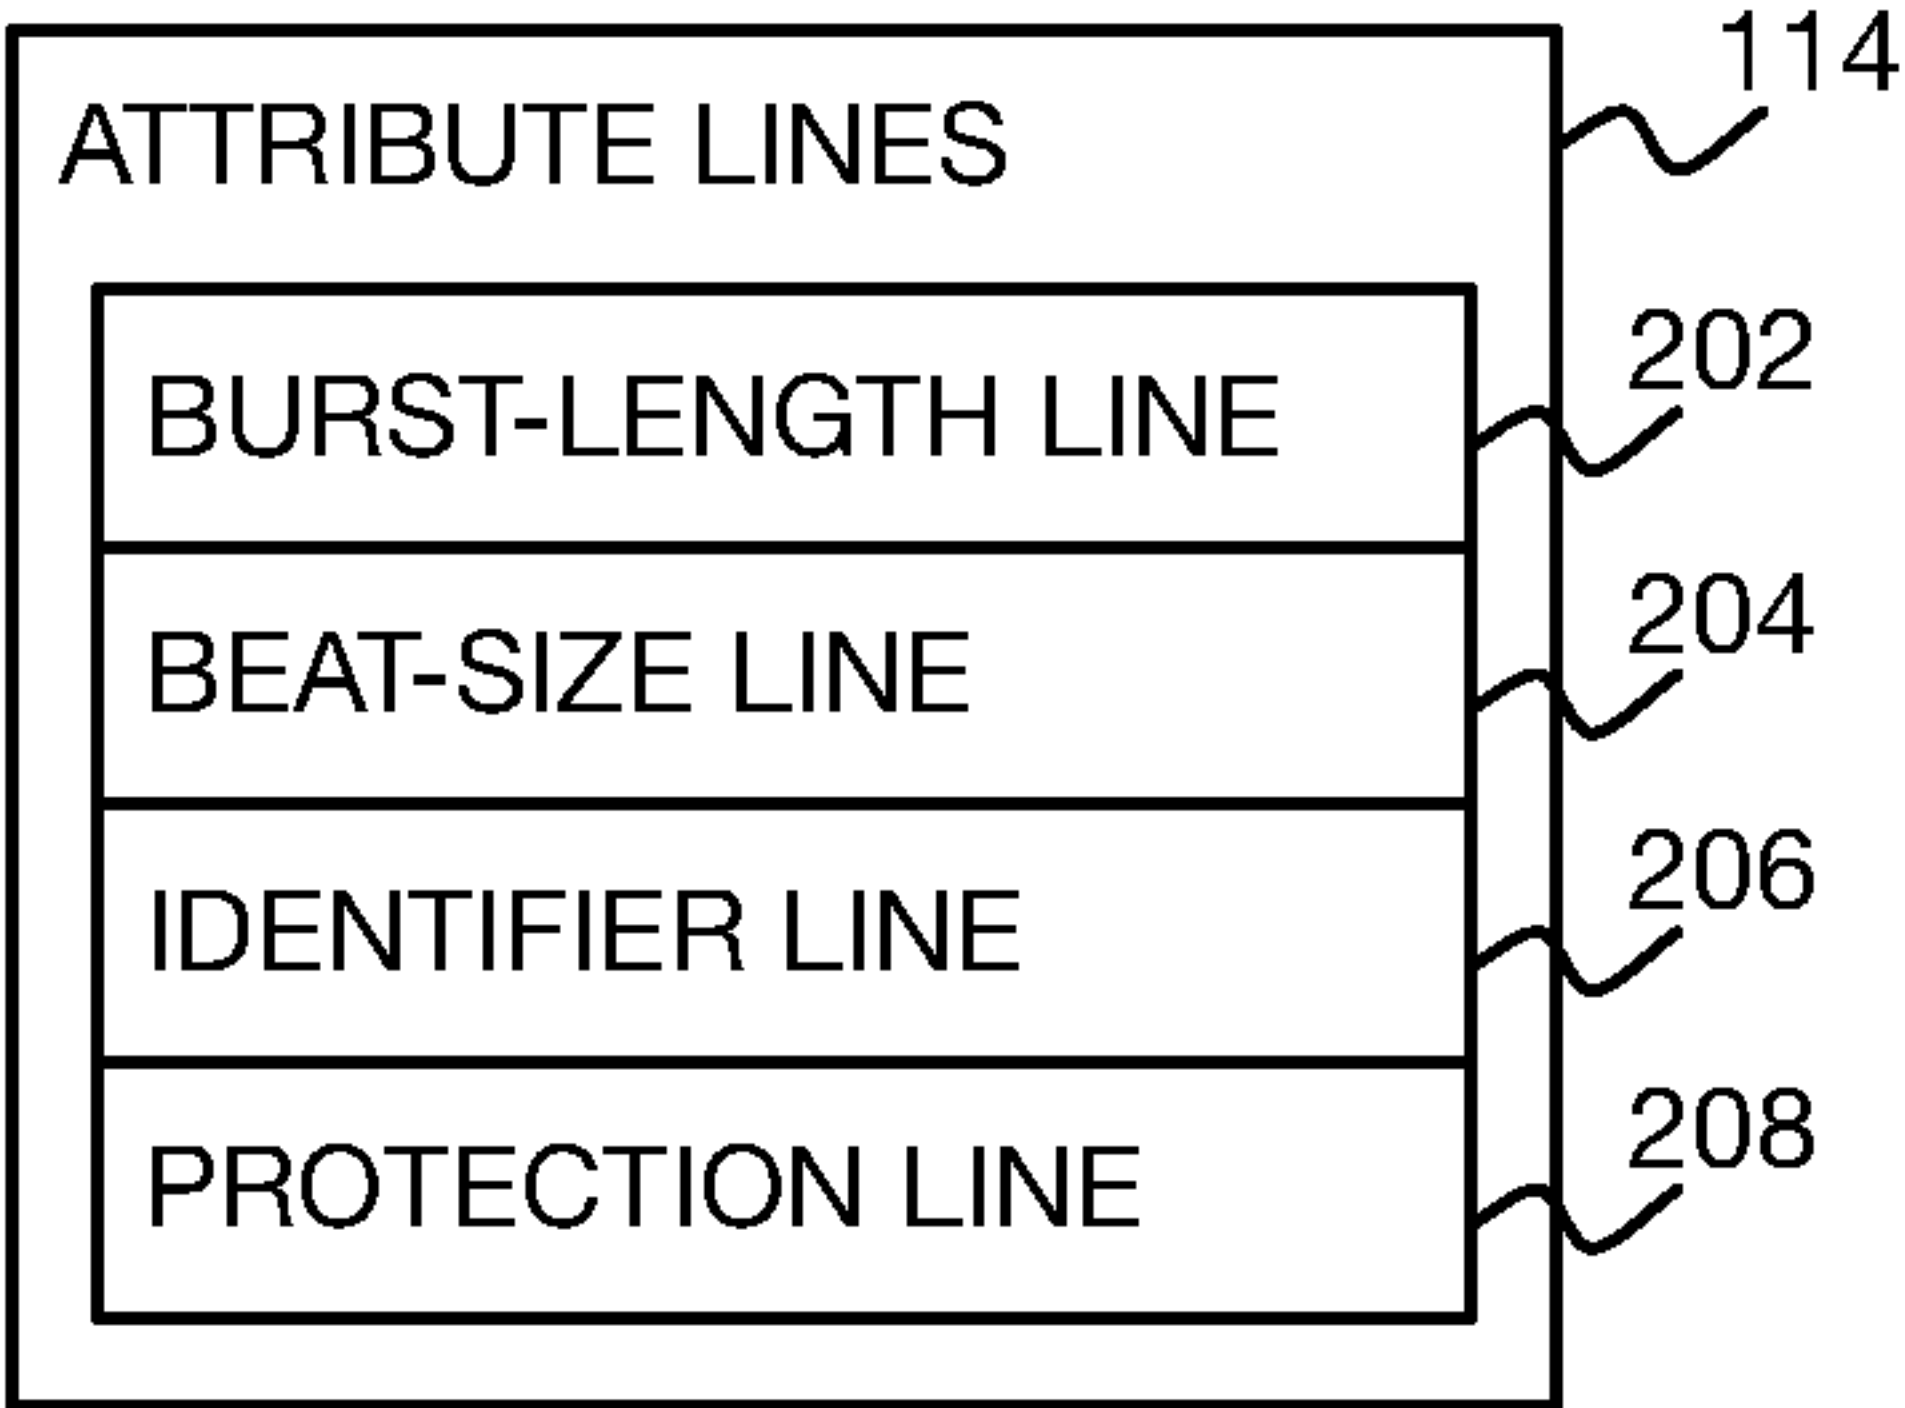 114
ATTRIBUTE LINES
202
BURST-LENGTH LINE
204
BEAT-SIZE LINE
206
IDENTIFIER LINE
208
PROTECTION LINE